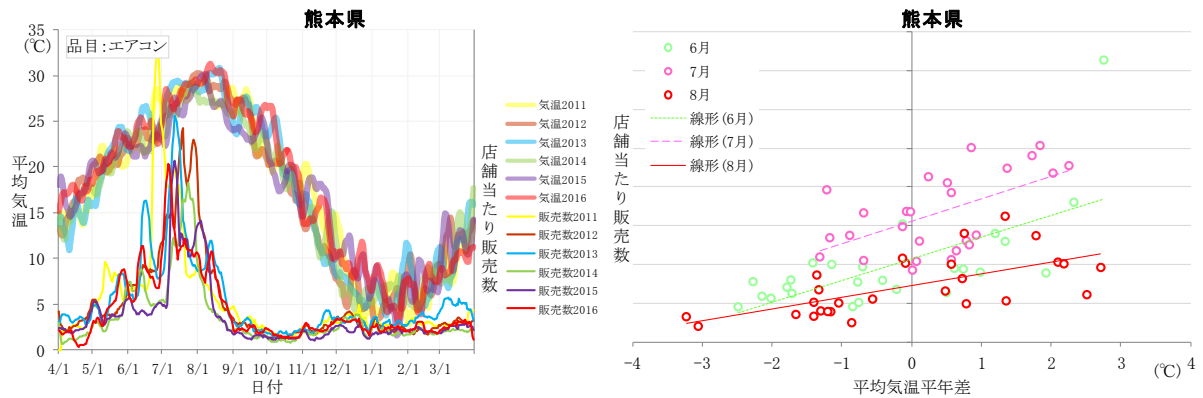 熊本県
35
(℃)
品目:エアコン
30
25
20
15
10
5
0
平均気温
4/1 5/1 6/1 7/1 8/1 9/1 10/1 11/1 12/1 1/1 2/1 3/1
日付
気温2011
気温2012
気温2013
気温2014
気温2015
気温2016
販売数2011
販売数2012
販売数2013
販売数2014
販売数2015
販売数2016
店舗当たり販売数
熊本県
6月
7月
8月
線形 (6月)
線形 (7月)
線形 (8月)
店舗当たり販売数
-4 -3 -2 -1 0 1 2 3 4
(℃)
平均気温平年差